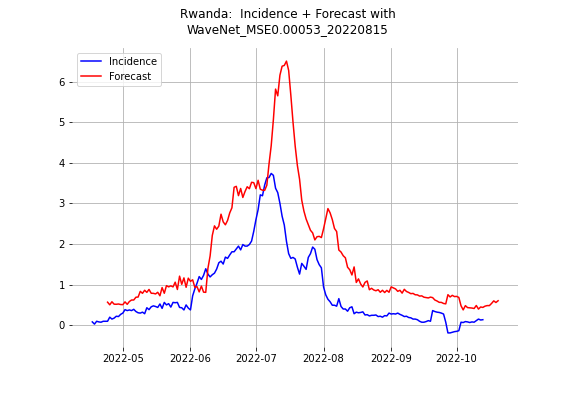 Rwanda:  Incidence + Forecast with
WaveNet_MSE0.00053_20220815
Incidence
Forecast
6
5
4
3
2
1
0
2022-05 2022-06 2022-07 2022-08 2022-09 2022-10